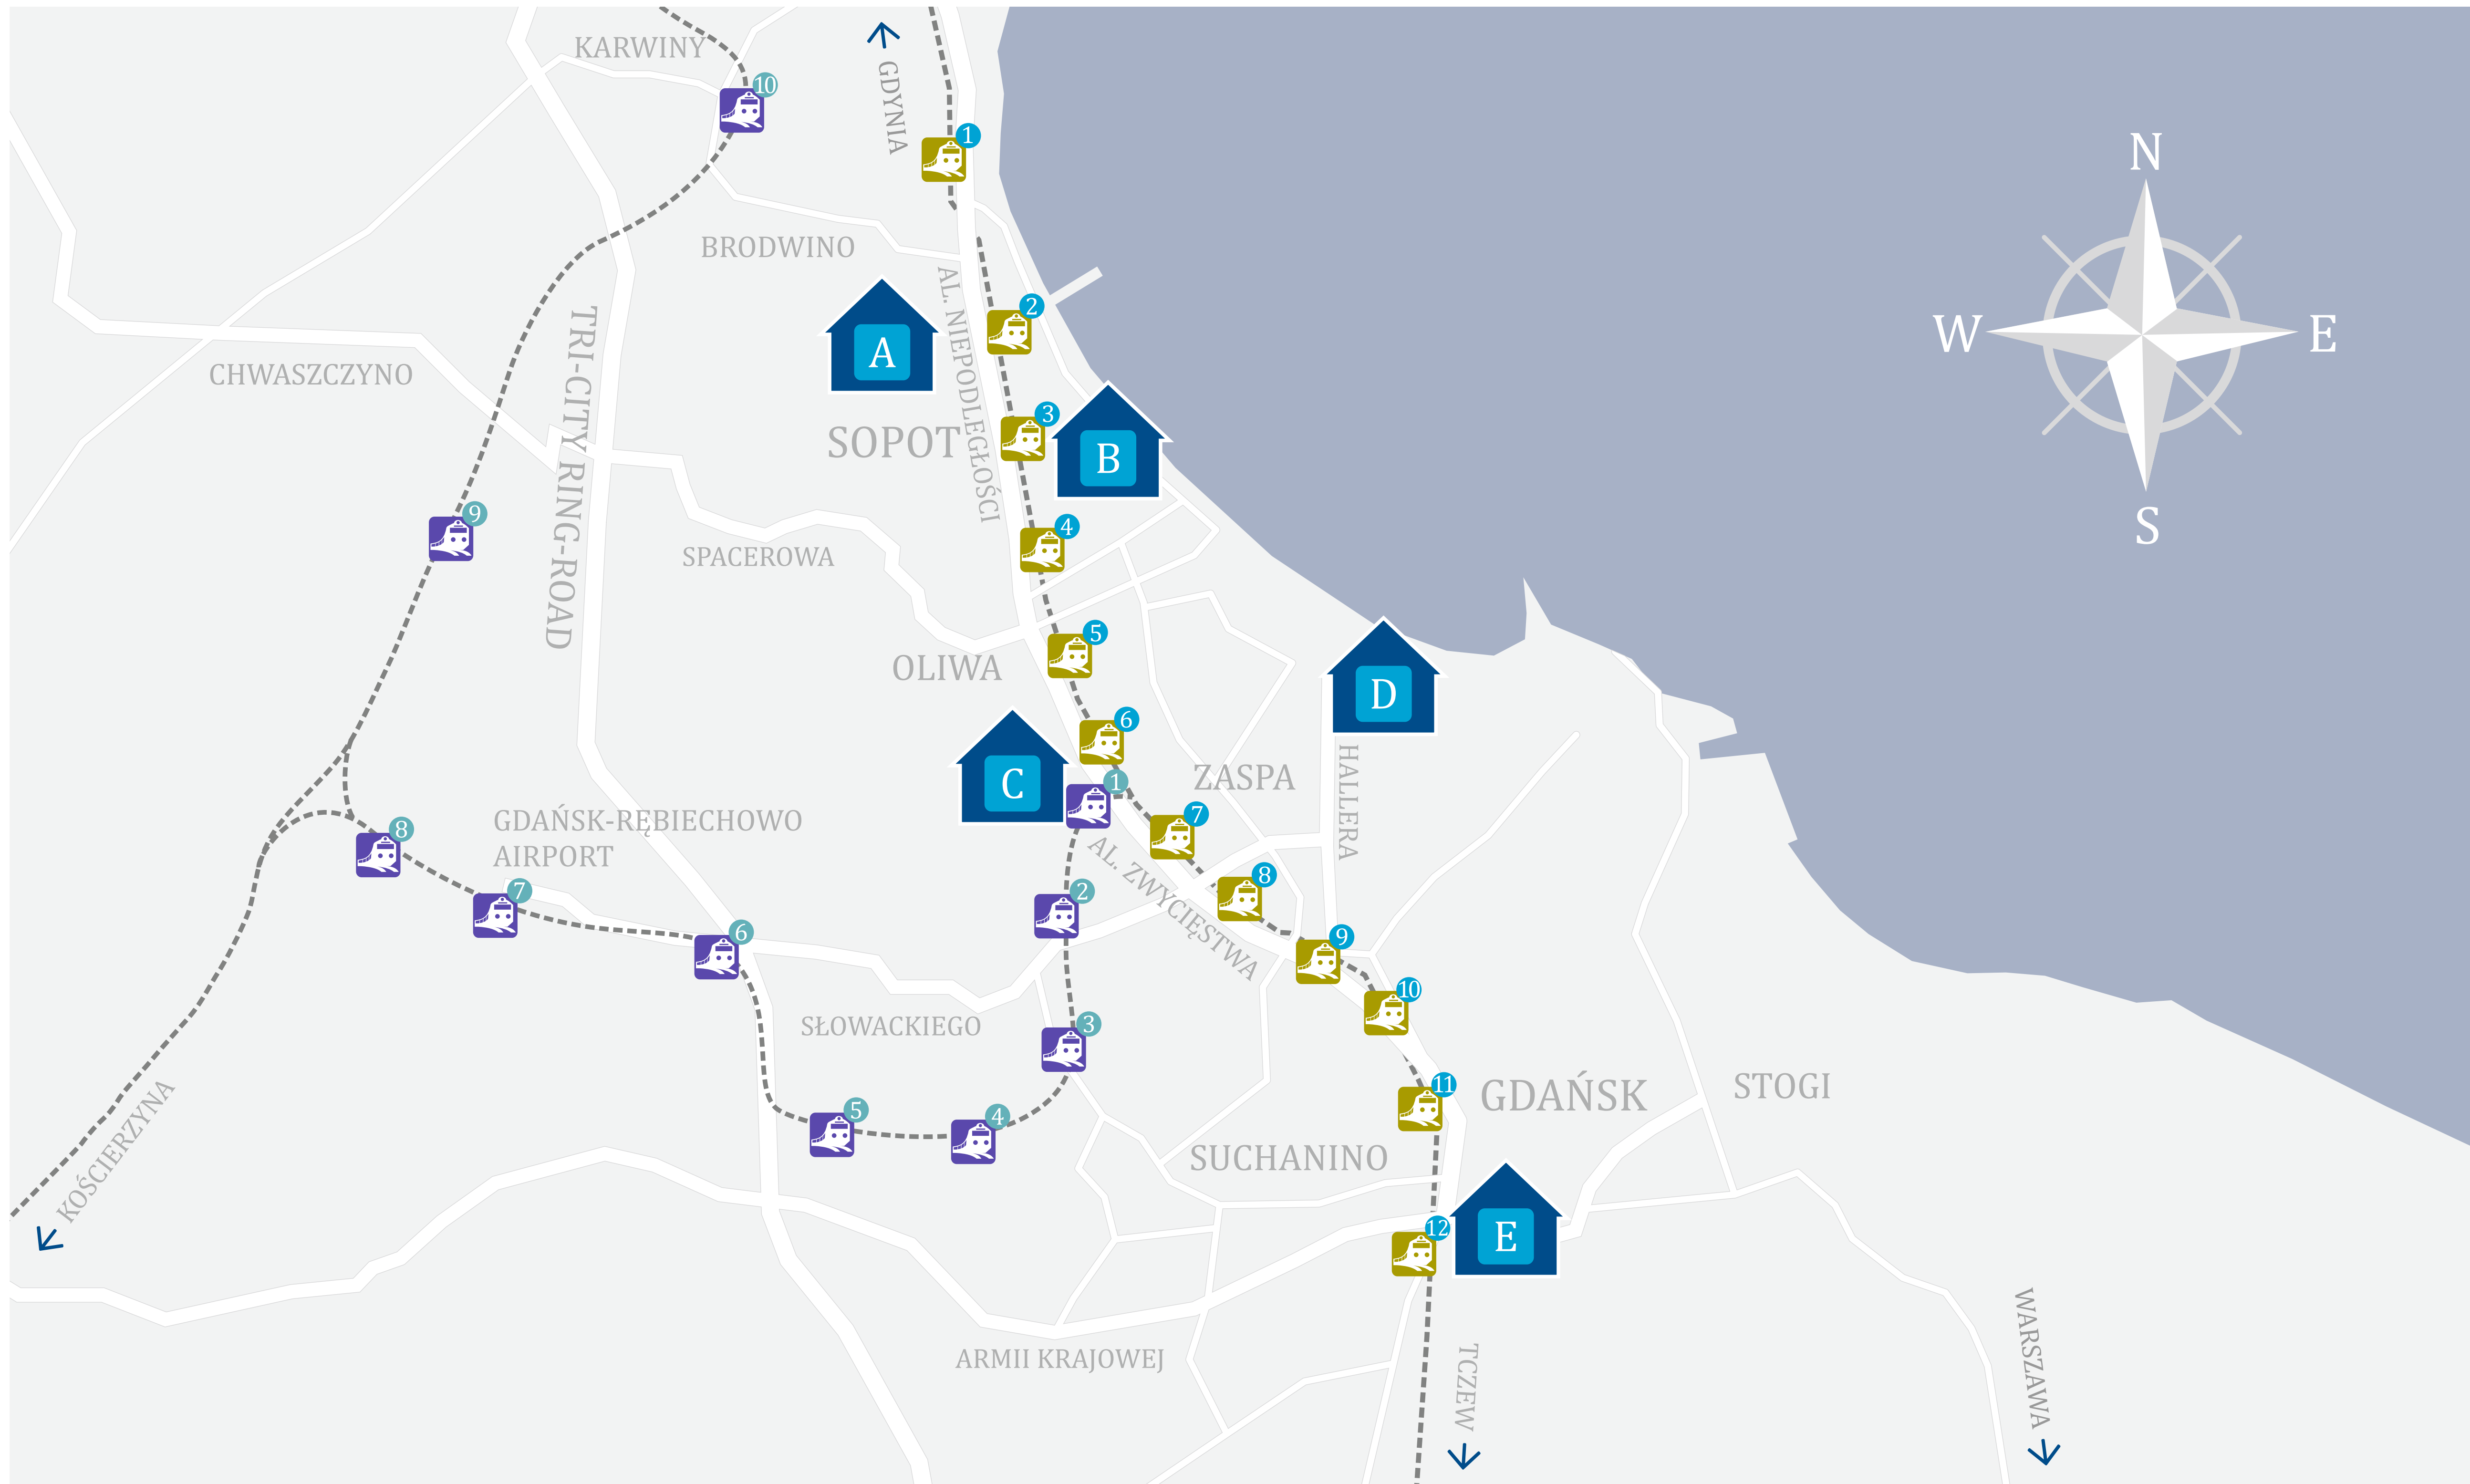 KARWINY
10
GDYNIA
1
N
BRODWINO
AL. NIEPODLEGŁOŚCI
2
A
W
E
TRI-CITY RING-ROAD
CHWASZCZYNO
3
SOPOT
B
9
4
S
SPACEROWA
5
OLIWA
D
6
C
1
ZASPA
HALLERA
7
GDAŃSK-RĘBIECHOWO
AIRPORT
8
AL. ZWYCIĘSTWA
7
2
8
6
9
SŁOWACKIEGO
3
10
KOŚCIERZYNA
5
4
11
GDAŃSK
STOGI
SUCHANINO
12
E
ARMII KRAJOWEJ
TCZEW
WARSZAWA